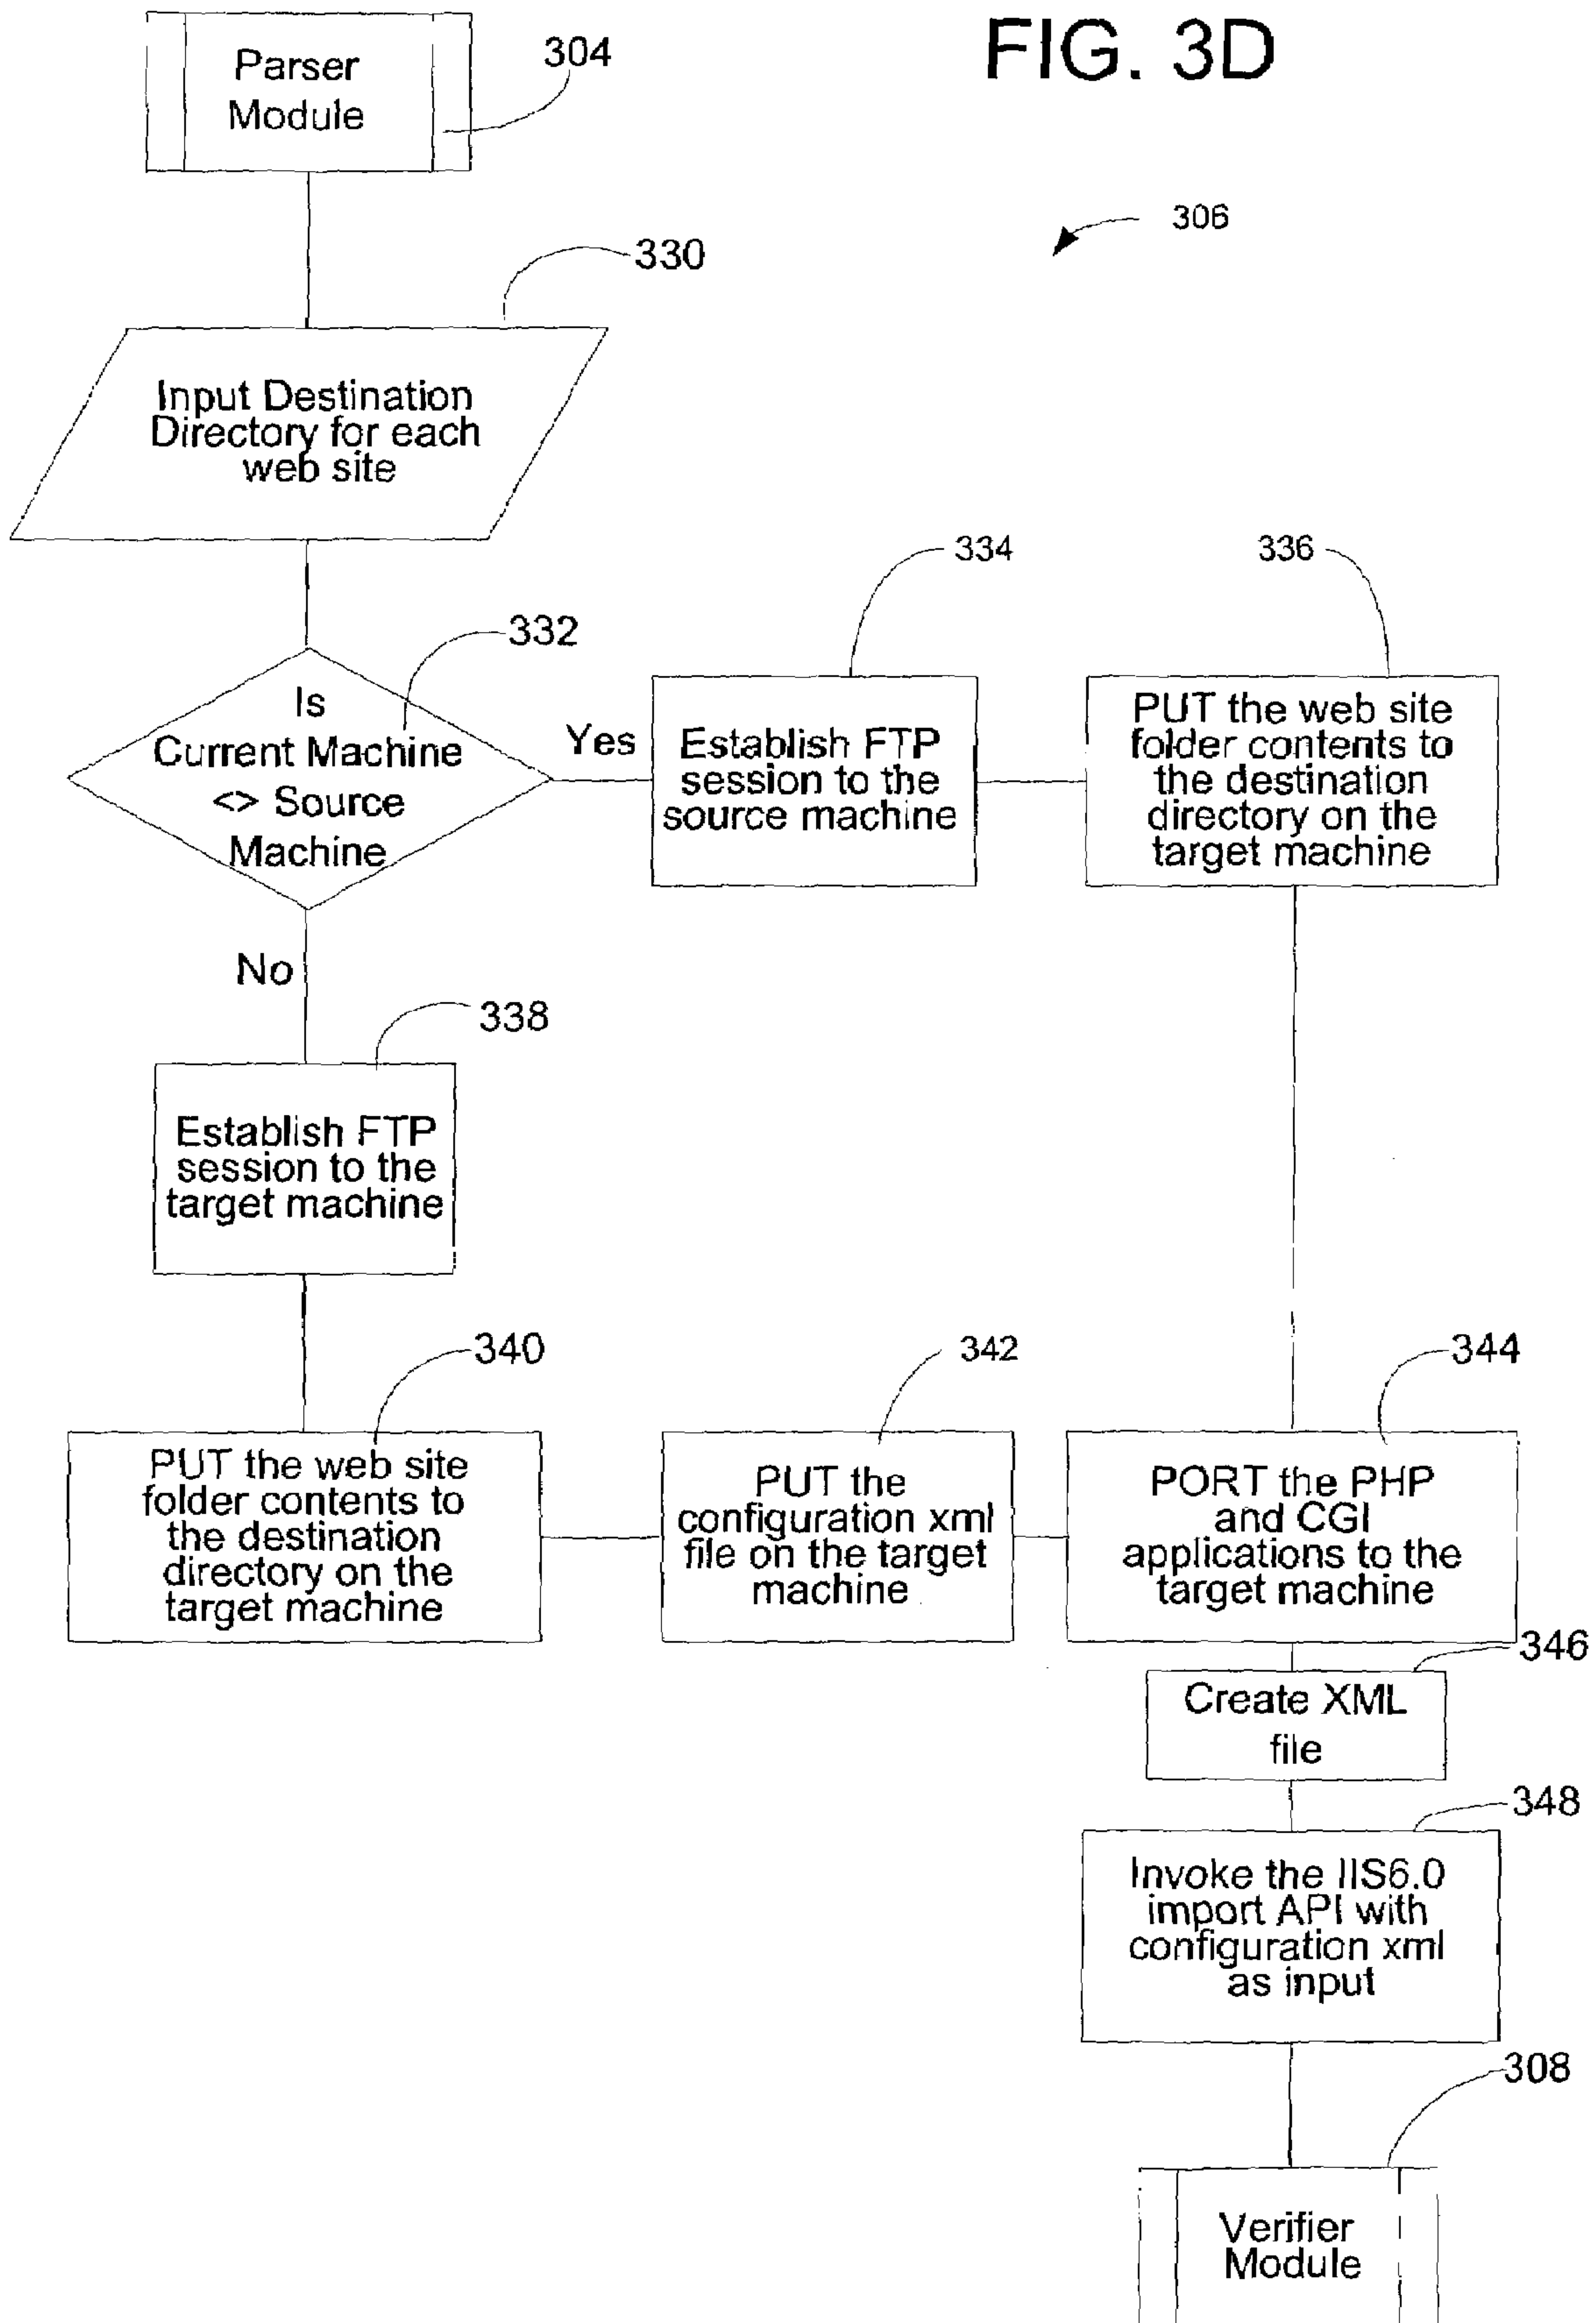 FIG. 3D
Parser
Module
304
306
330
Input Destination
Directory for each
web site
332
Is
Current Machine
<> Source
Machine
Yes
No
334
Establish FTP
session to the
source machine
336
PUT the web site
folder contents to
the destination
directory on the
target machine
338
Establish FTP
session to the
target machine
340
PUT the web site
folder contents to
the destination
directory on the
target machine
342
PUT the
configuration xml
file on the target
machine
344
PORT the PHP
and CGI
applications to the
target machine
346
Create XML
file
348
Invoke the IIS6.0
import API with
configuration xml
as input
308
Verifier
Module